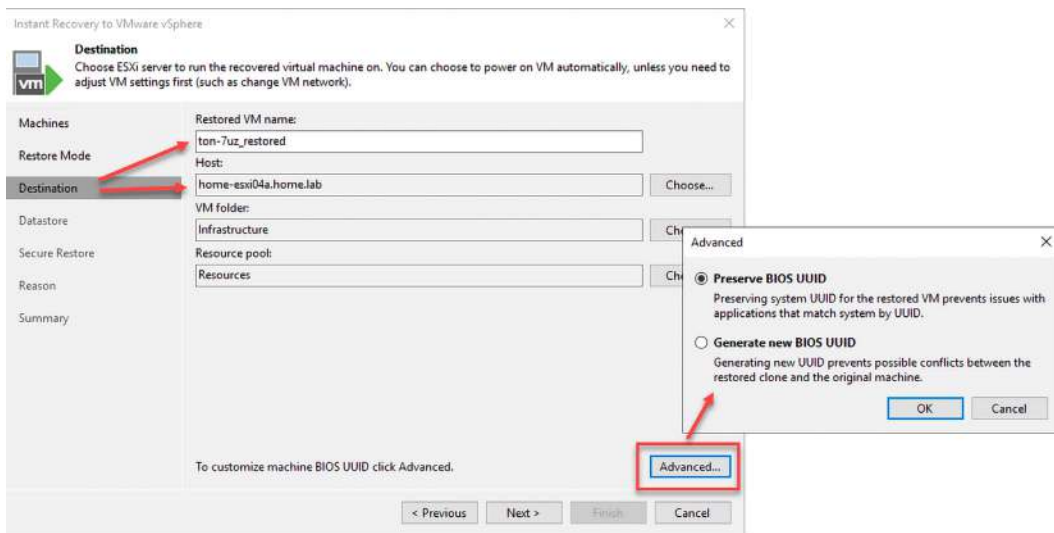 Instant Recovery to VMware vSphere
Destination
Choose ESXi server to run the recovered virtual machine on. You can choose to power on VM automatically, unless you need to
adjust VM settings first (such as change VM network).
vm
Machines
Restore Mode
Destination
Datastore
Secure Restore
Reason
Summary
Restored VM name:
ton-7uz_restored
Host:
home-esxi04a.home.lab
Choose...
VM folder:
Infrastructure
Ch
Resource pool:
Resources
Ch
To customize machine BIOS UUID click Advanced.
Advanced...
< Previous
Next >
Finish
Cancel
Advanced
Preserve BIOS UUID
Preserving system UUID for the restored VM prevents issues with
applications that match system by UUID.
Generate new BIOS UUID
Generating new UUID prevents possible conflicts between the
restored clone and the original machine.
OK
Cancel